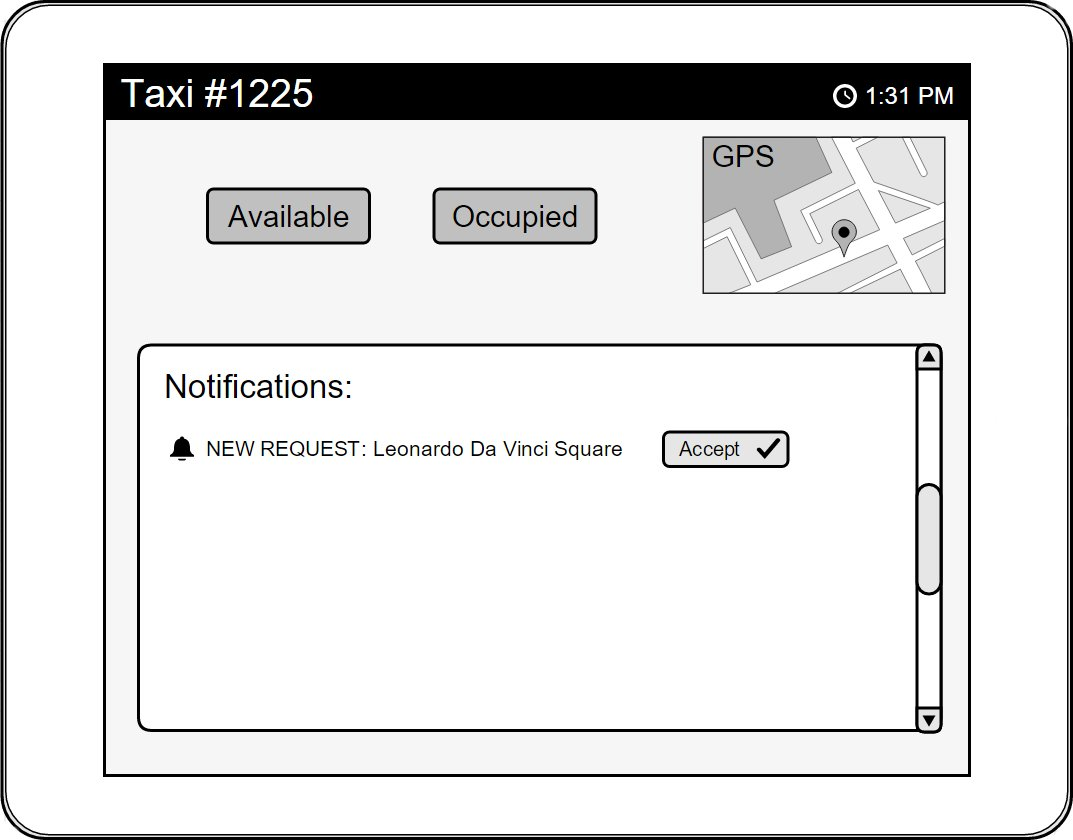 Taxi #1225
1:31 PM
GPS
Available
Occupied
Notifications:
NEW REQUEST: Leonardo Da Vinci Square
Accept